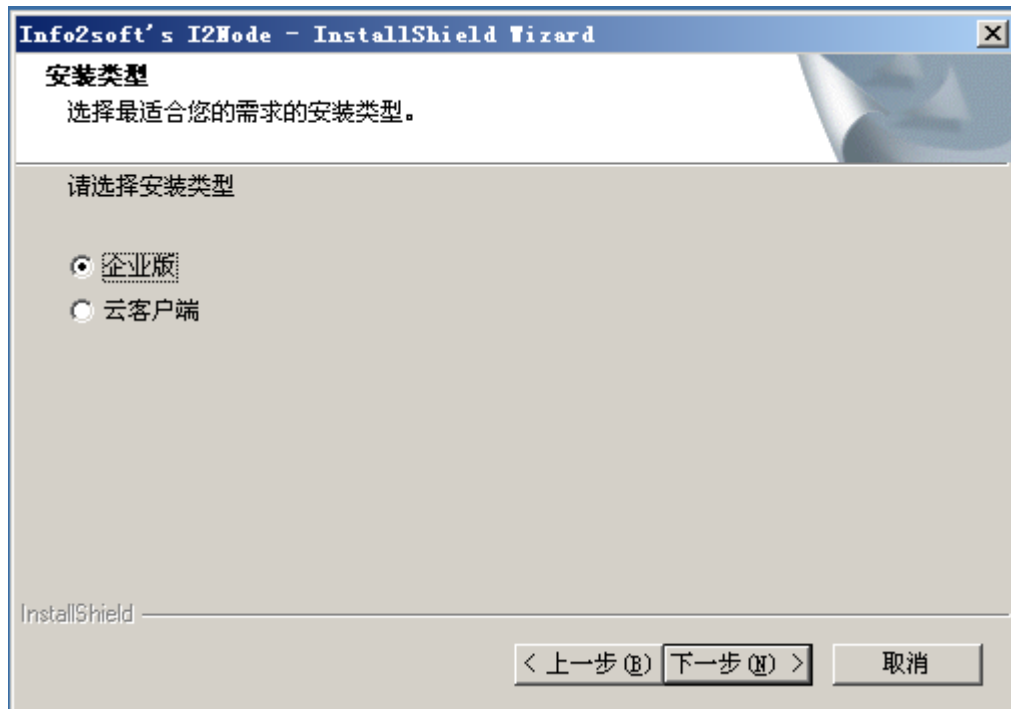 Info2soft's I2Node - InstallShield Wizard
安装类型
选择最适合您的需求的安装类型。
请选择安装类型
企业版
云客户端
InstallShield
< 上一步(B) 下一步(N) > 取消